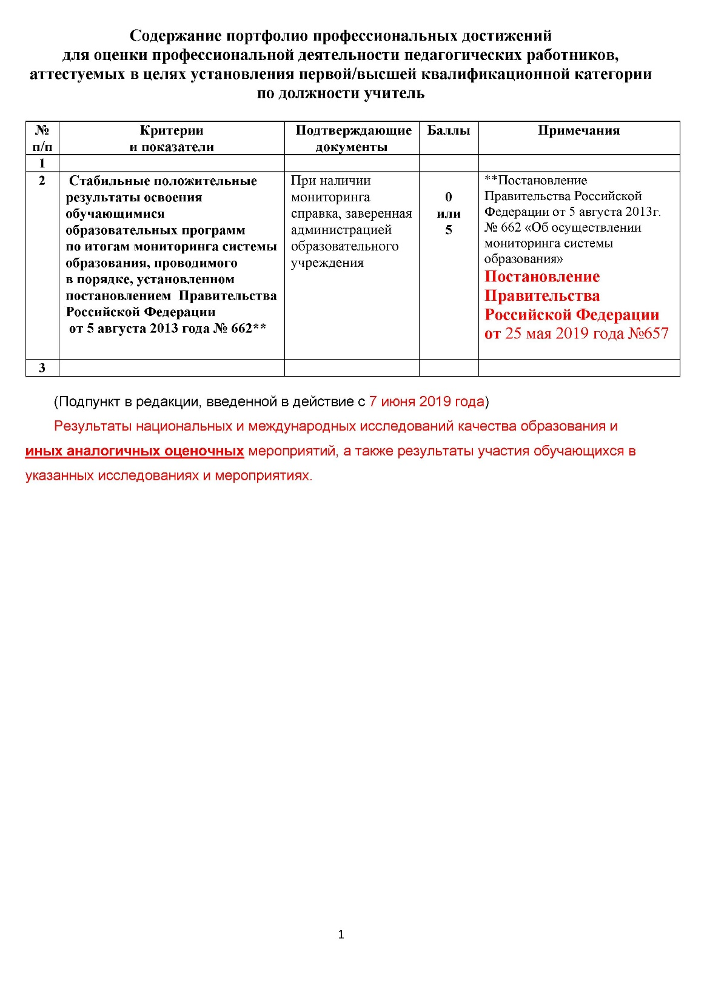 Содержание портфолио профессиональных достижений
для оценки профессиональной деятельности педагогических работников,
аттестуемых в целях установления первой/высшей квалификационной категории
по должности учитель
№
п/п
Критерии
и показатели
Подтверждающие
документы
Баллы
Примечания
1
2
Стабильные положительные
результаты освоения
обучающимися
образовательных программ
по итогам мониторинга системы
образования, проводимого
в порядке, установленном
постановлением Правительства
Российской Федерации
от 5 августа 2013 года № 662**
При наличии
мониторинга
справка, заверенная
администрацией
образовательного
учреждения
0
или
5
**Постановление
Правительства Российской
Федерации от 5 августа 2013г.
№ 662 «Об осуществлении
мониторинга системы
образования»
Постановление
Правительства
Российской Федерации
от 25 мая 2019 года №657
3
(Подпункт в редакции, введенной в действие с 7 июня 2019 года)
Результаты национальных и международных исследований качества образования и
иных аналогичных оценочных мероприятий, а также результаты участия обучающихся в
указанных исследованиях и мероприятиях.
1